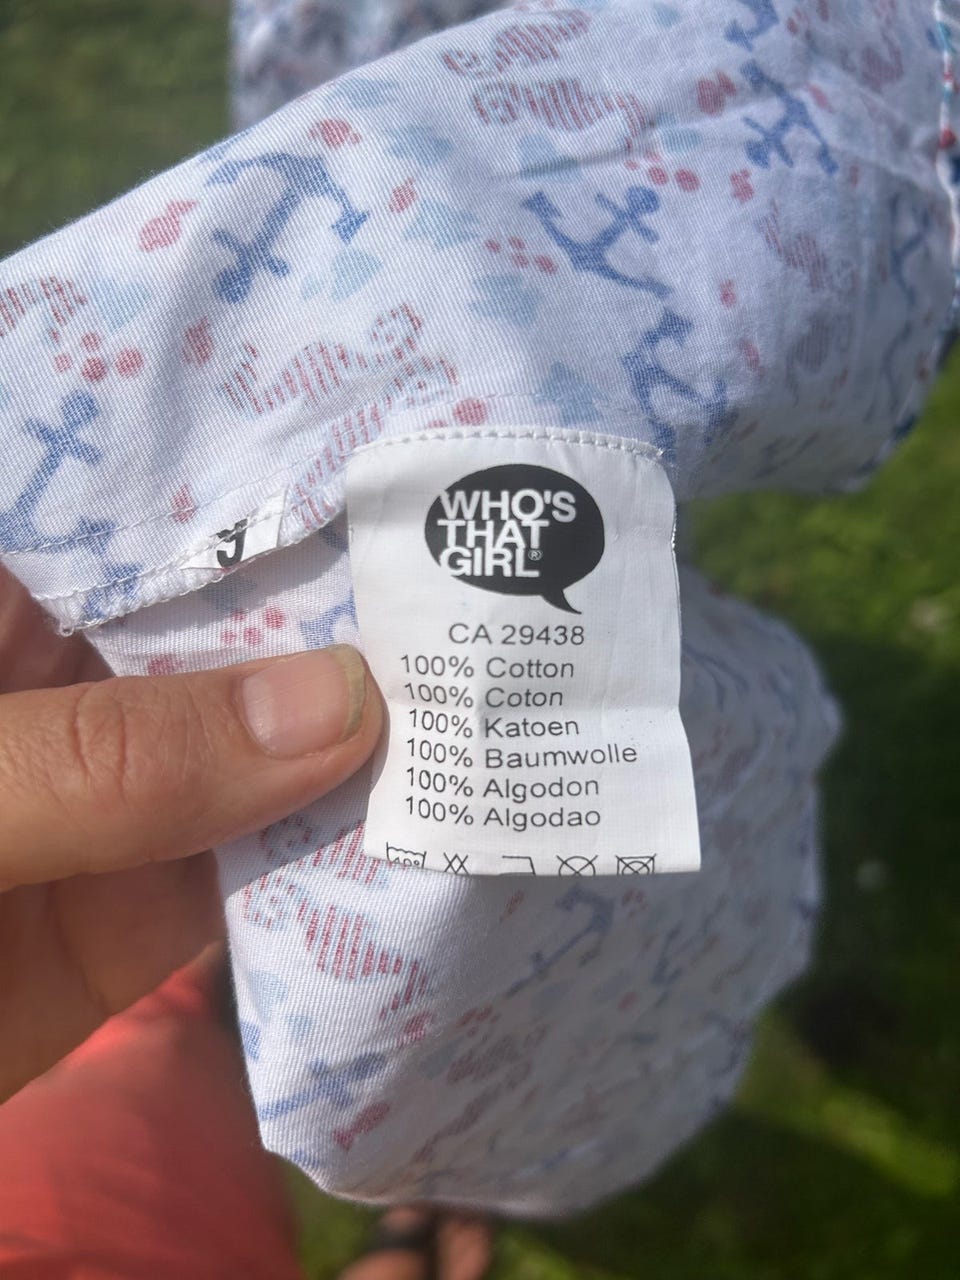 WHO'S
THAT
GIRL®
CA 29438
100% Cotton
100% Coton
100% Katoen
100% Baumwolle
100% Algodon
100% Algodao